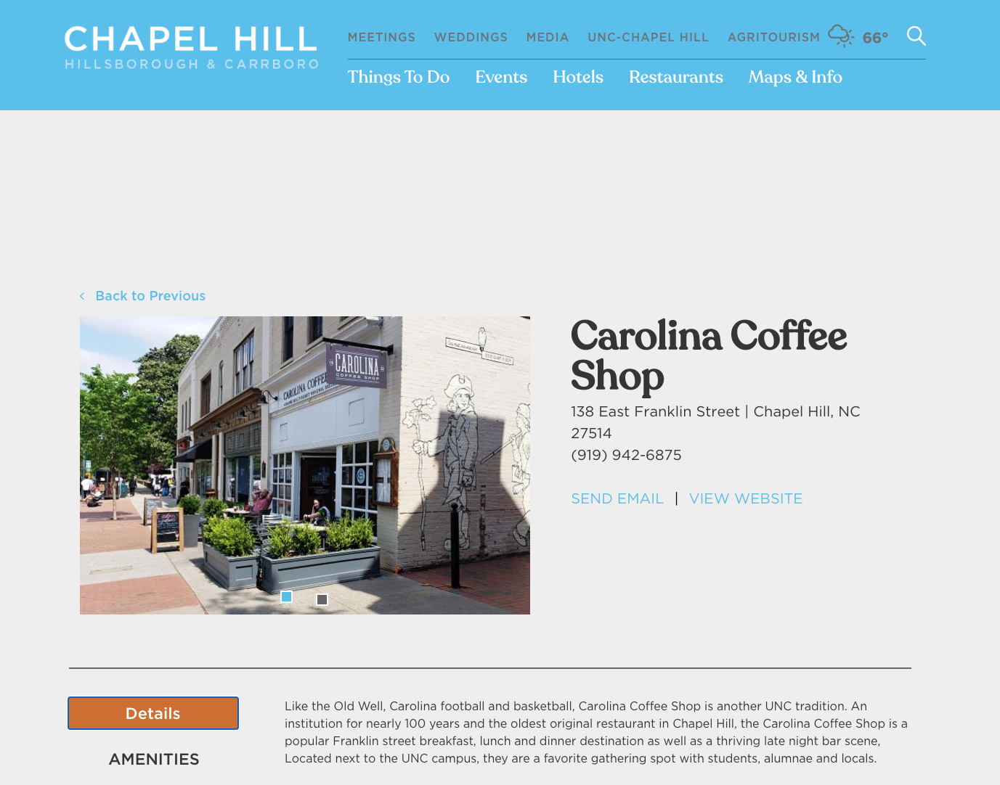 CHAPEL HILL
HILLSBOROUGH & CARRBORO
MEETINGS WEDDINGS MEDIA UNC-CHAPEL HILL AGRITOURISM 66°
Things To Do Events Hotels Restaurants Maps & Info
Back to Previous
CAROLINA
COFFEE SHOP
CAROLINA COFFEE
CAROLINA
Carolina Coffee
Shop
138 East Franklin Street | Chapel Hill, NC
27514
(919) 942-6875
SEND EMAIL | VIEW WEBSITE
Details
AMENITIES
Like the Old Well, Carolina football and basketball, Carolina Coffee Shop is another UNC tradition. An
institution for nearly 100 years and the oldest original restaurant in Chapel Hill, the Carolina Coffee Shop is a
popular Franklin street breakfast, lunch and dinner destination as well as a thriving late night bar scene,
Located next to the UNC campus, they are a favorite gathering spot with students, alumnae and locals.